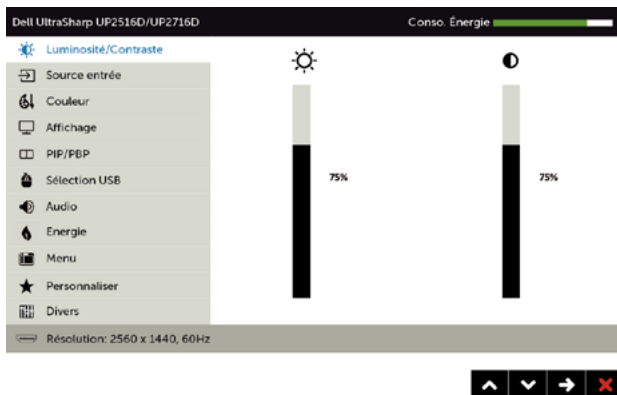 Dell UltraSharp UP2516D/UP2716D
Conso. Énergie
Luminosité/Contraste
Source entrée
Couleur
Affichage
PIP/PBP
Sélection USB
Audio
Energie
Menu
Personnaliser
Divers
75%
75%
Résolution: 2560 x 1440, 60Hz